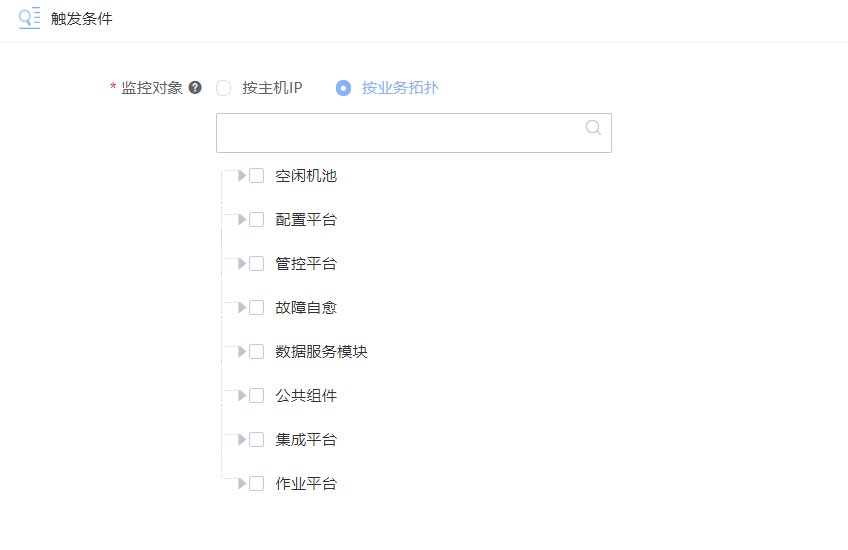 触发条件
* 监控对象 ? 按主机IP 按业务拓扑
空闲机池
配置平台
管控平台
故障自愈
数据服务模块
公共组件
集成平台
作业平台